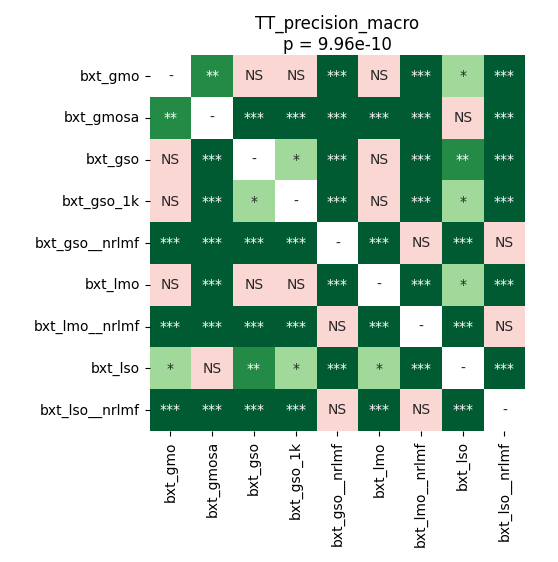 TT_precision_macro
p = 9.96e-10
bxt_gmo - ** NS NS *** NS *** * ***
bxt_gmosa ** - *** *** *** *** *** NS ***
bxt_gso NS *** - * *** NS *** ** ***
bxt_gso_1k NS *** * - *** NS *** * ***
bxt_gso__nrlmf *** *** *** *** - *** NS *** NS
bxt_lmo NS *** NS NS *** - *** * ***
bxt_lmo__nrlmf *** *** *** *** NS *** - *** NS
bxt_lso * NS ** * *** * *** - ***
bxt_lso__nrlmf *** *** *** *** NS *** NS *** -
bxt_gmo
bxt_gmosa
bxt_gso
bxt_gso_1k
bxt_gso__nrlmf
bxt_lmo
bxt_lmo__nrlmf
bxt_lso
bxt_lso__nrlmf